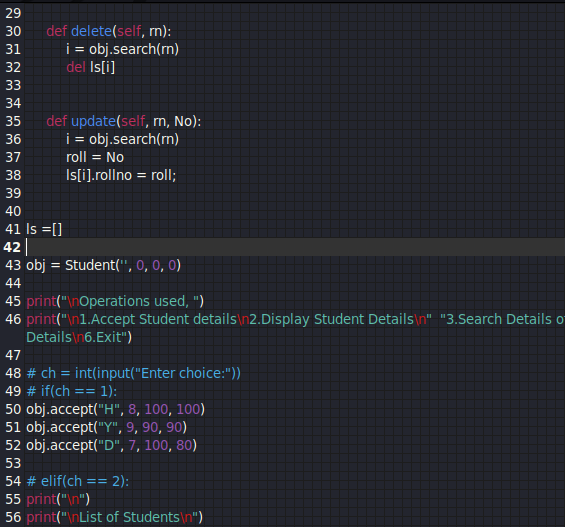 29
30 def delete(self, rn):
31 i = obj.search(rn)
32 del ls[i]
33
34
35 def update(self, rn, No):
36 i = obj.search(rn)
37 roll = No
38 ls[i].rollno = roll;
39
40
41 ls =[]
42
43 obj = Student('', 0, 0, 0)
44
45 print("\nOperations used, ")
46 print("\n1.Accept Student details\n2.Display Student Details\n" "3.Search Details o
Details\n6.Exit")
47
48 # ch = int(input("Enter choice:"))
49 # if(ch == 1):
50 obj.accept("H", 8, 100, 100)
51 obj.accept("Y", 9, 90, 90)
52 obj.accept("D", 7, 100, 80)
53
54 # elif(ch == 2):
55 print("\n")
56 print("\nList of Students\n")